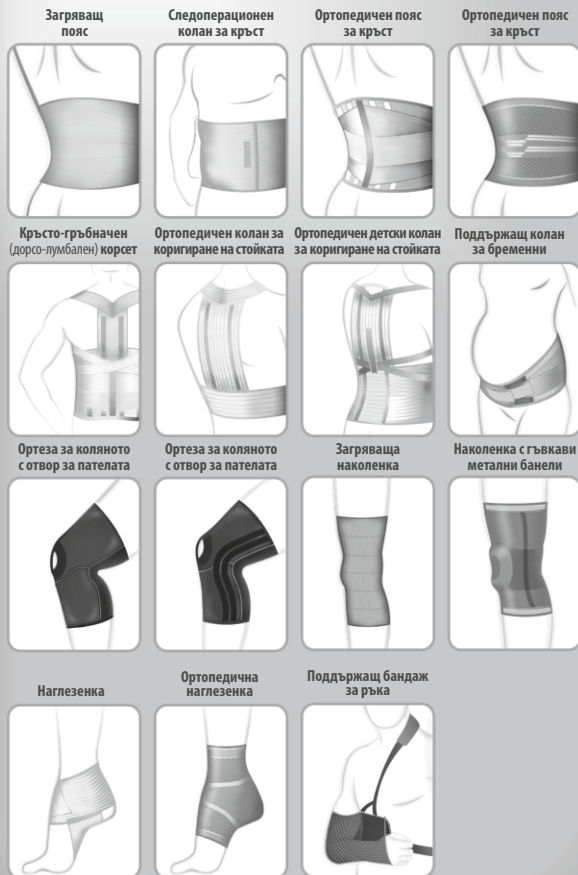 Загряващ
пояс
Следоперационен
колан за кръст
Ортопедичен пояс
за кръст
Ортопедичен пояс
за кръст
Кръсто-гръбначен
(дорсо-лумбален) корсет
Ортопедичен колан за
коригиране на стойката
Ортопедичен детски колан
за коригиране на стойката
Поддържащ колан
за бременни
Ортеза за коляното
с отвор за пателата
Ортеза за коляното
с отвор за пателата
Загряваща
наколенка
Наколенка с гъвкави
метални банели
Наглезенка
Ортопедична
наглезенка
Поддържащ бандаж
за ръка